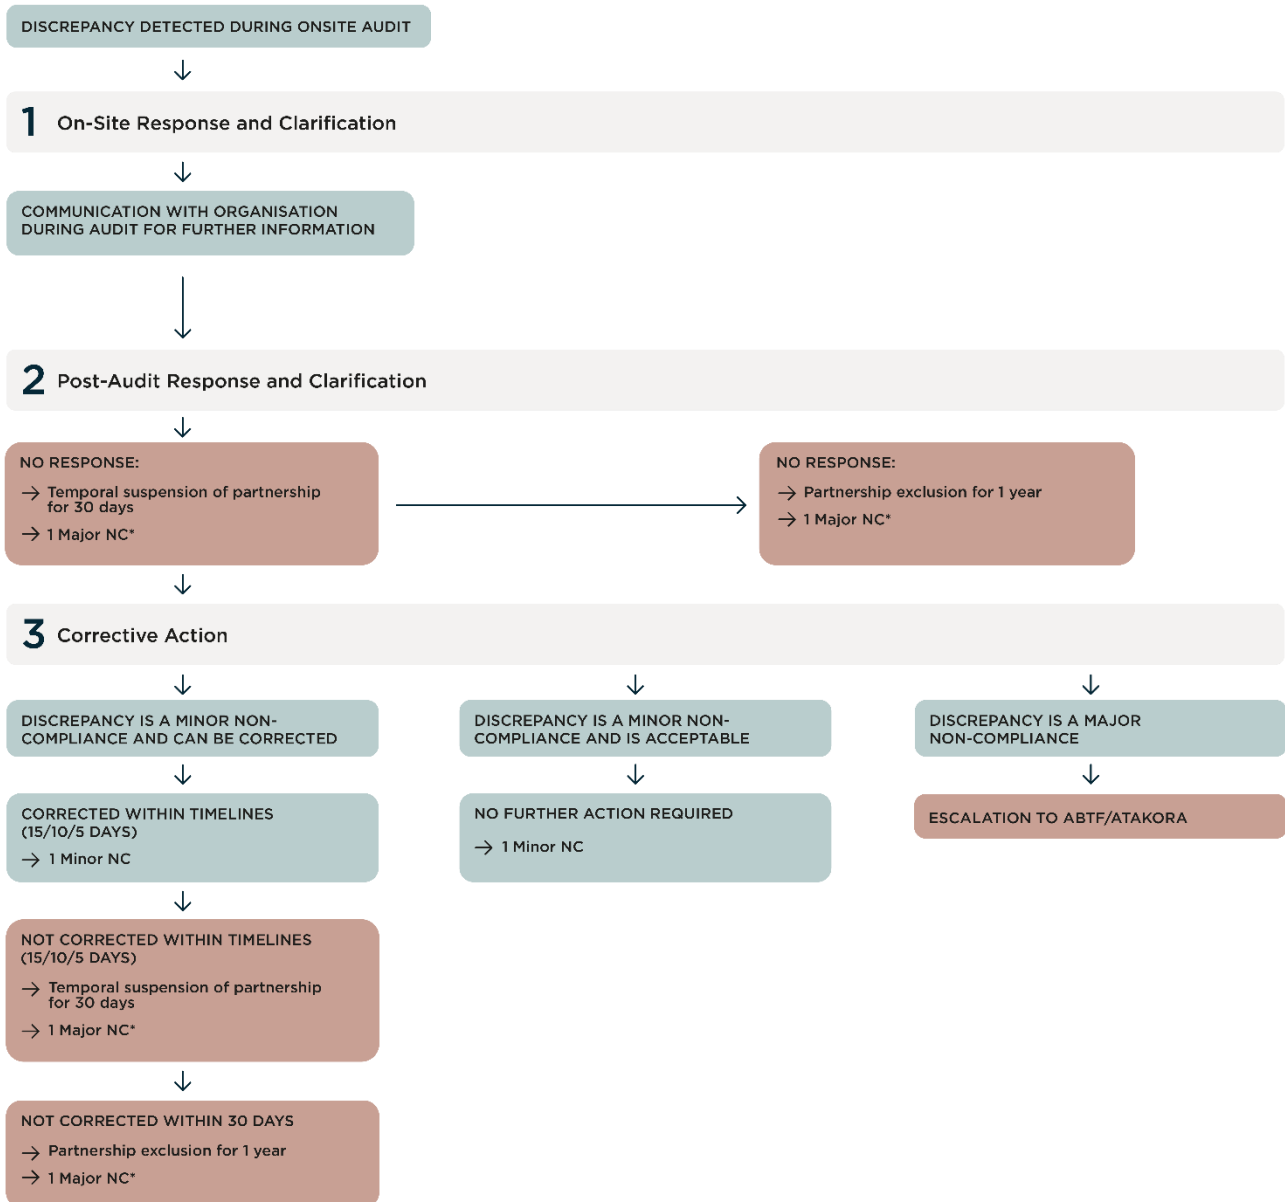 DISCREPANCY DETECTED DURING ONSITE AUDIT
1 On-Site Response and Clarification
COMMUNICATION WITH ORGANISATION
DURING AUDIT FOR FURTHER INFORMATION
2 Post-Audit Response and Clarification
NO RESPONSE:
→ Temporal suspension of partnership
for 30 days
→ 1 Major NC*
NO RESPONSE:
→ Partnership exclusion for 1 year
→ 1 Major NC*
3 Corrective Action
DISCREPANCY IS A MINOR NON-
COMPLIANCE AND CAN BE CORRECTED
CORRECTED WITHIN TIMELINES
(15/10/5 DAYS)
→ 1 Minor NC
NOT CORRECTED WITHIN TIMELINES
(15/10/5 DAYS)
→ Temporal suspension of partnership
for 30 days
→ 1 Major NC*
NOT CORRECTED WITHIN 30 DAYS
→ Partnership exclusion for 1 year
→ 1 Major NC*
DISCREPANCY IS A MINOR NON-
COMPLIANCE AND IS ACCEPTABLE
NO FURTHER ACTION REQUIRED
→ 1 Minor NC
DISCREPANCY IS A MAJOR
NON-COMPLIANCE
ESCALATION TO ABTF/ATAKORA